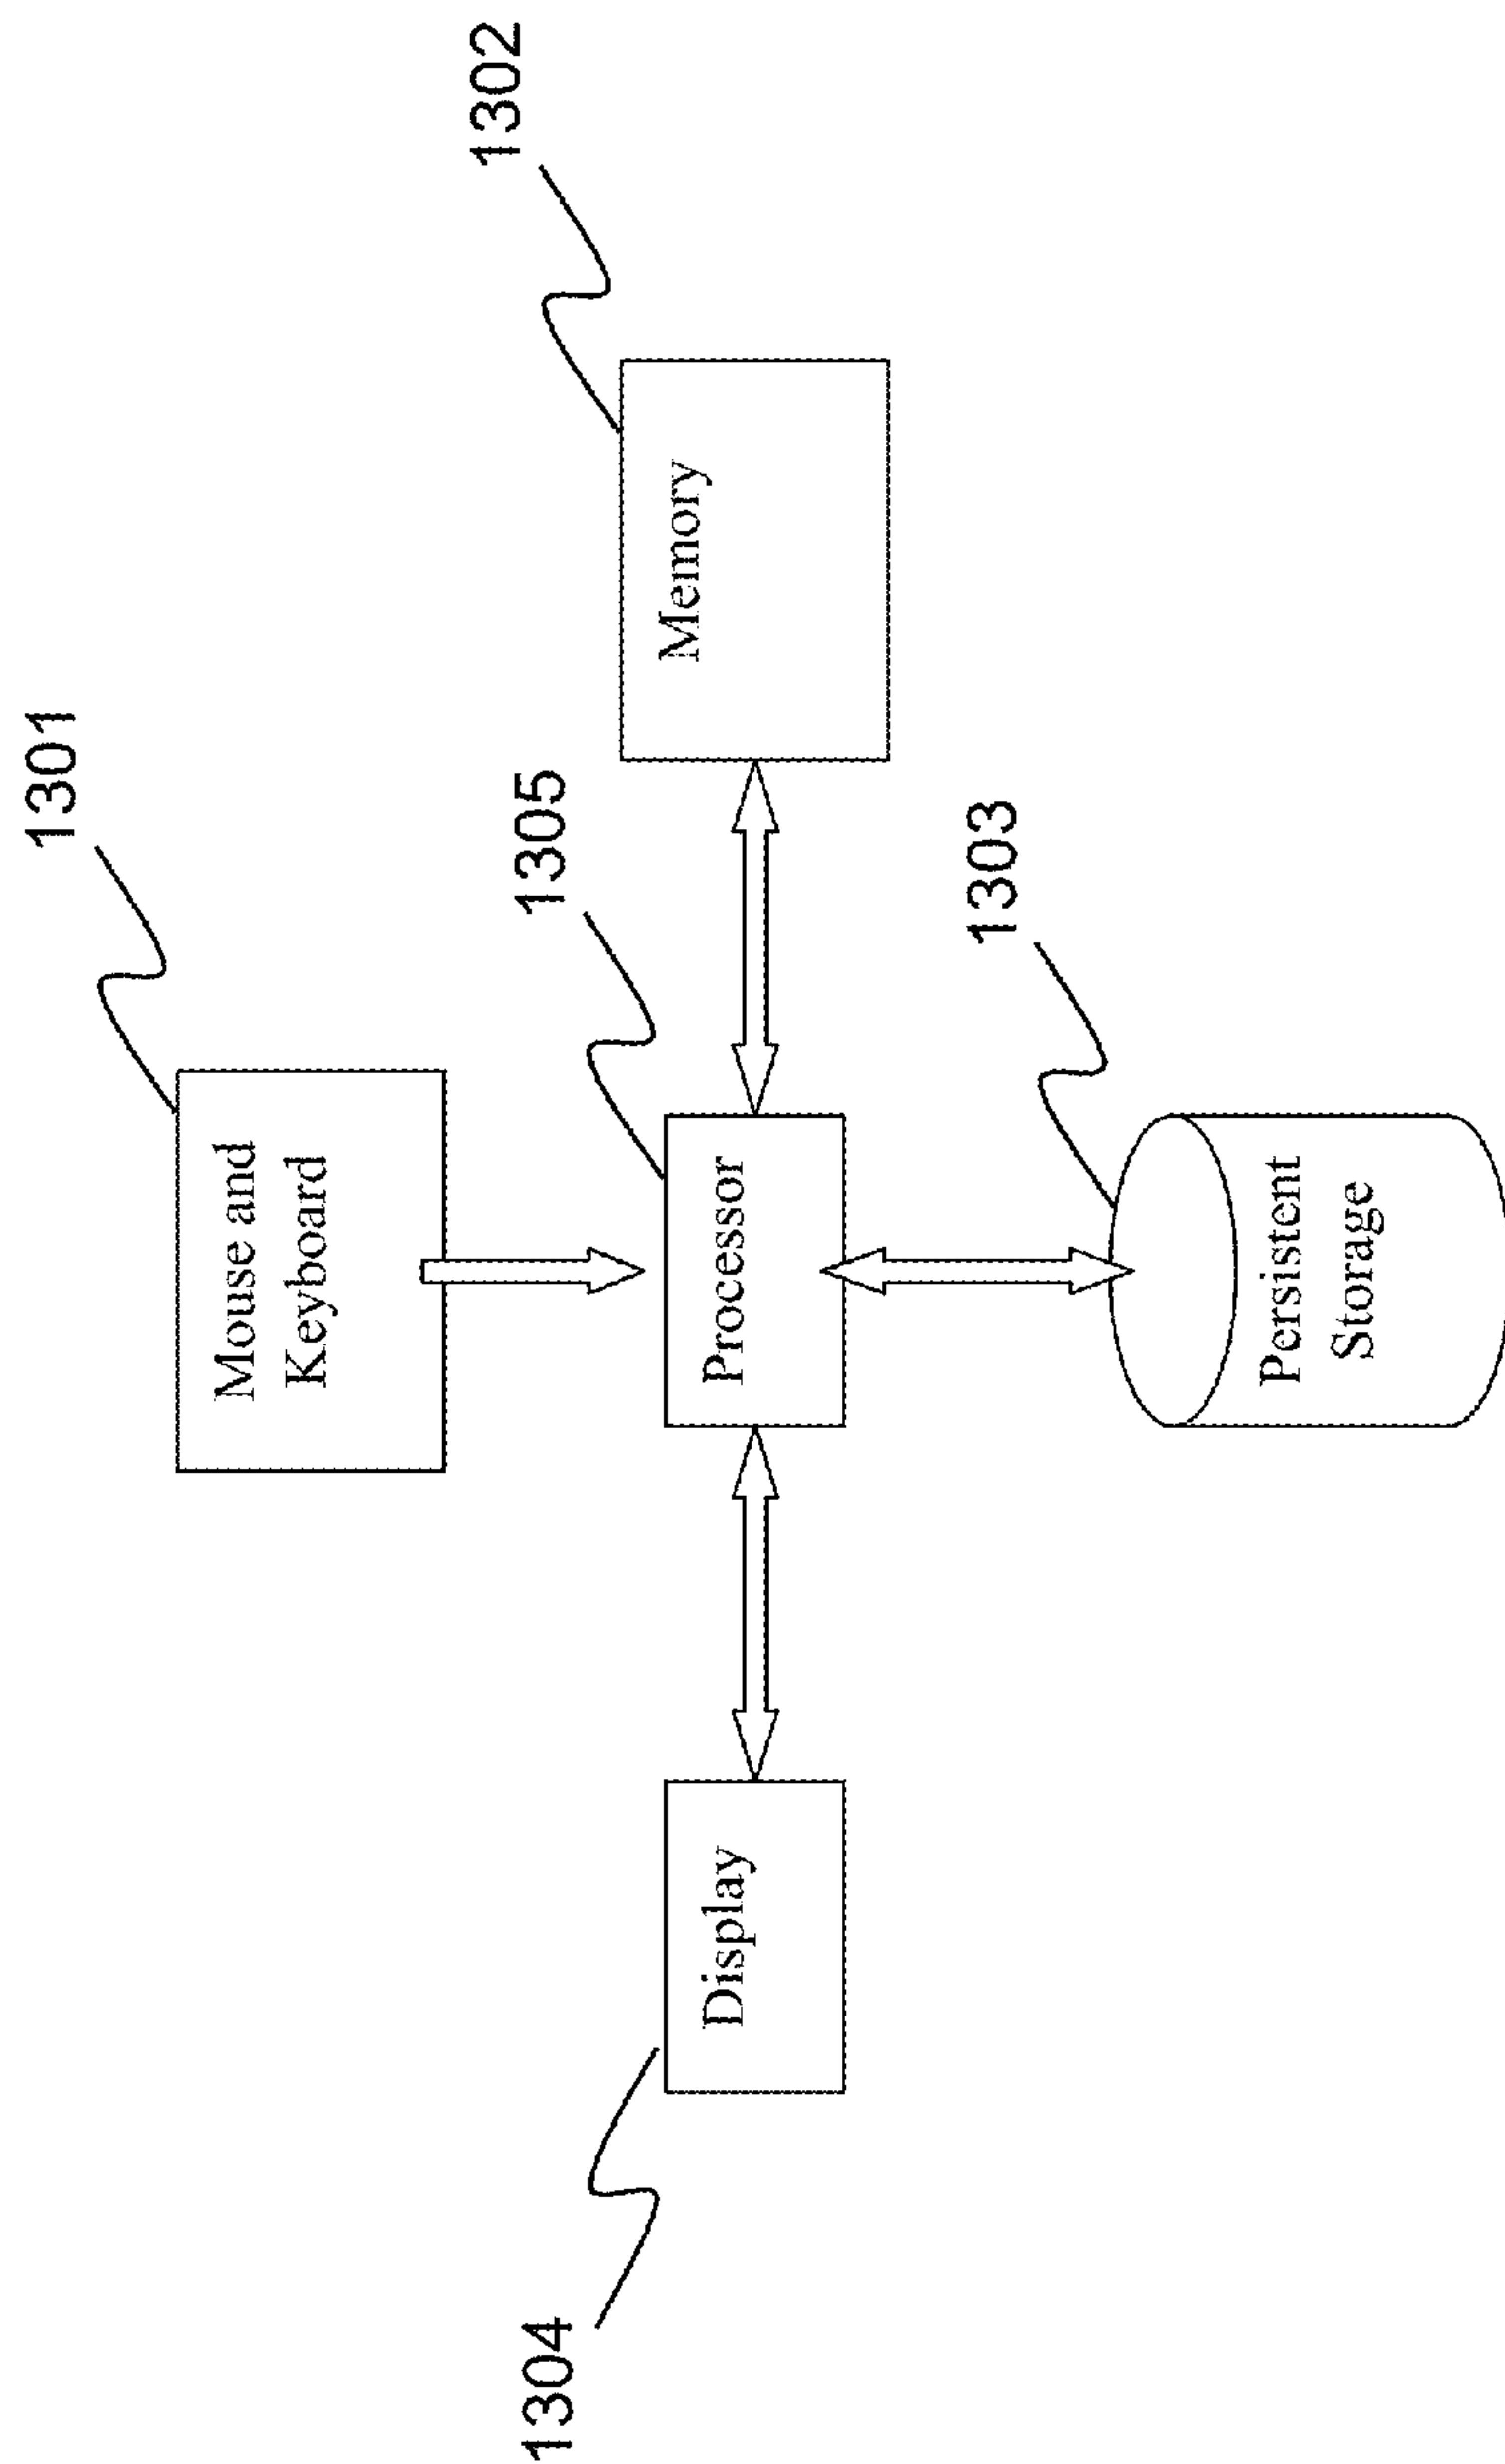 1301
Mouse and
Keyboard
1302
1305
1304
Display
Processor
Memory
1303
Persistent
Storage